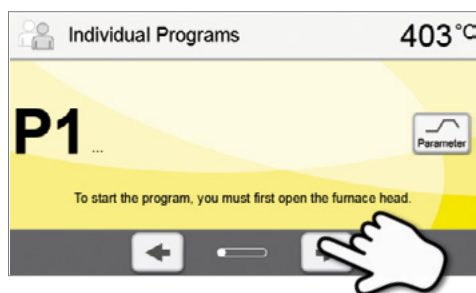 Individual Programs
403°C
P1 ...
Parameter
To start the program, you must first open the furnace head.